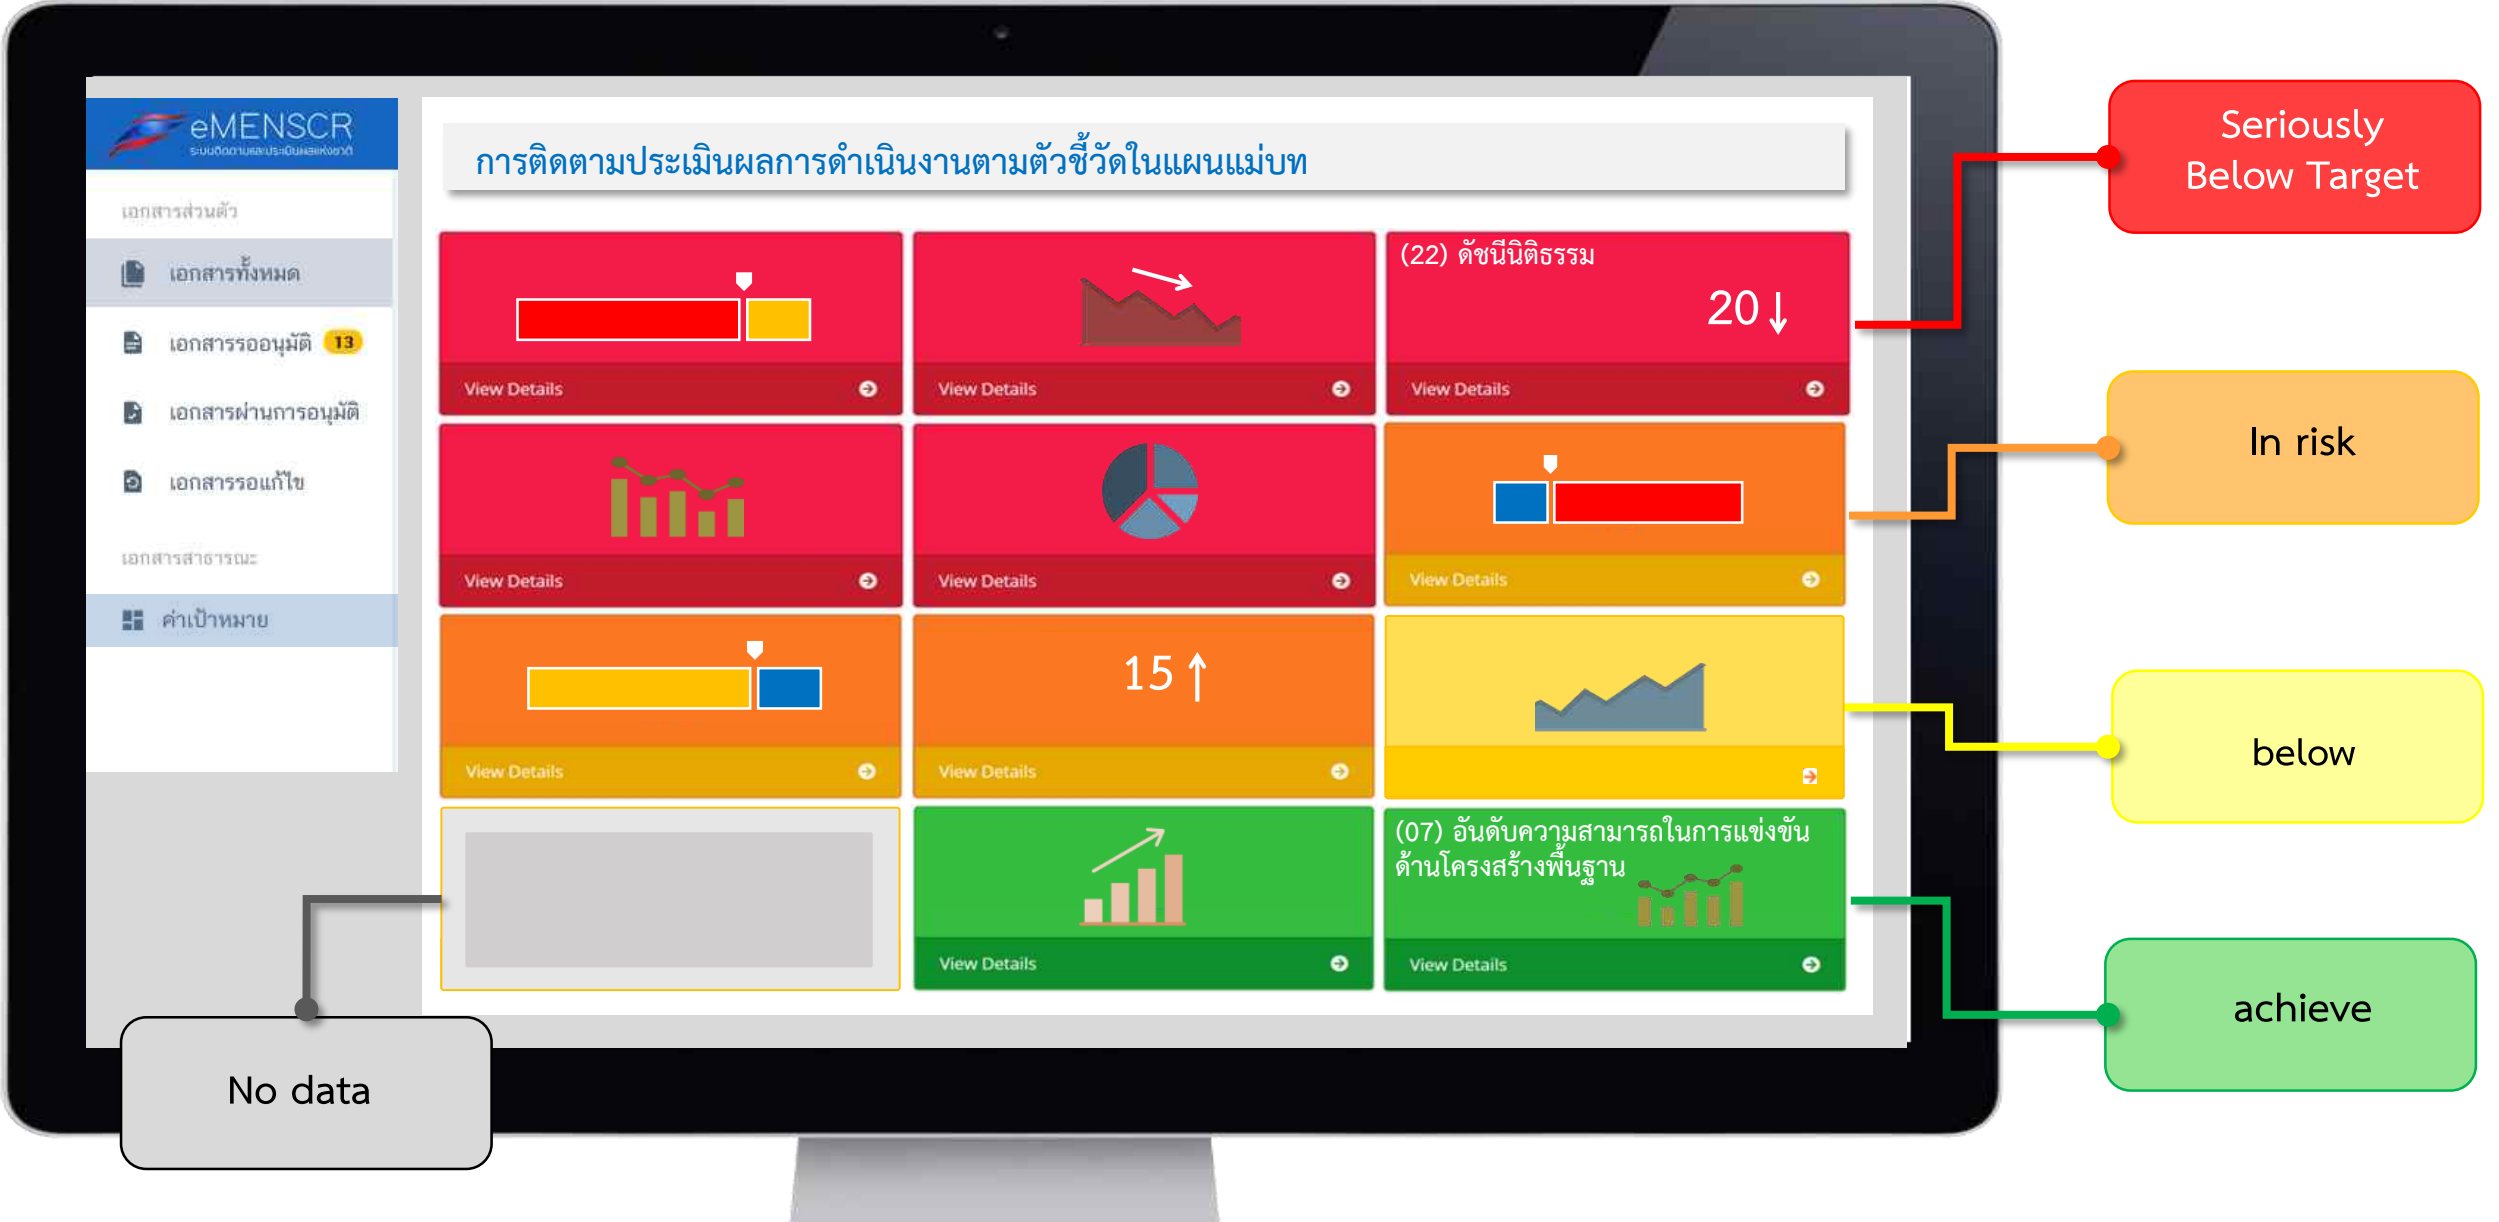 eMENSCR
ระบบติดตามและประเมินผลแห่งชาติ
เอกสารส่วนตัว
เอกสารทั้งหมด
เอกสารรออนุมัติ 13
เอกสารผ่านการอนุมัติ
เอกสารรอแก้ไข
เอกสารสาธารณะ
ค่าเป้าหมาย
การติดตามประเมินผลการดำเนินงานตามตัวชี้วัดในแผนแม่บท
View Details
View Details
(22) ดัชนีนิติธรรม
20↓
View Details
View Details
View Details
View Details
View Details
15↑
View Details
View Details
(07) อันดับความสามารถในการแข่งขัน
ด้านโครงสร้างพื้นฐาน
View Details
Seriously
Below Target
In risk
below
achieve
No data